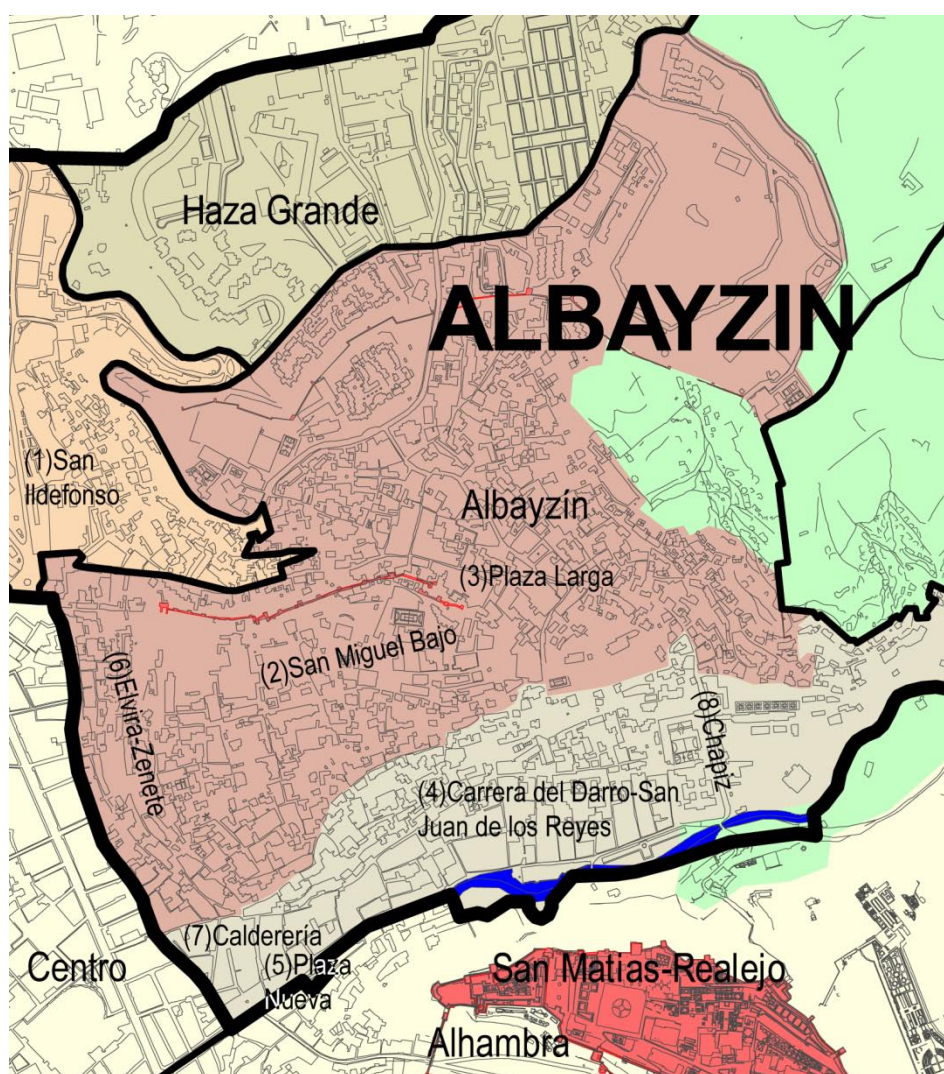 Haza Grande
ALBAYZIN
(1)San
Ildefonso
Albayzín
(3)Plaza Larga
(2)San Miguel Bajo
(6)Elvira-Zenete
(8)Chapiz
(4)Carrera del Darro-San
Juan de los Reyes
(7)Calderería
(5)Plaza
Nueva
Centro
San Matias-Realejo
Alhambra